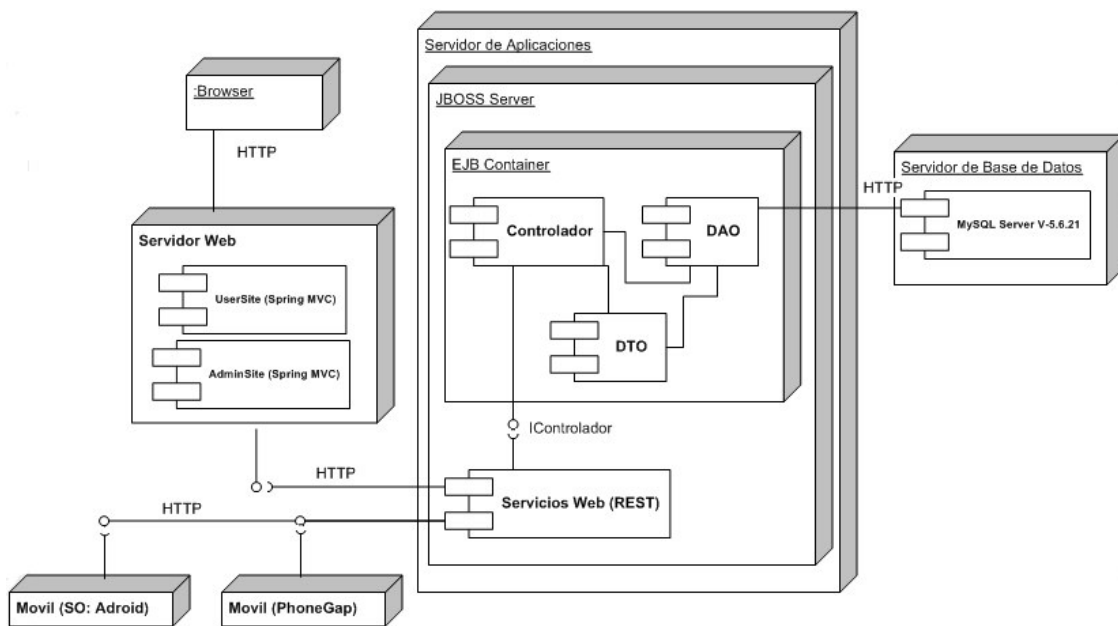 Servidor de Aplicaciones
:Browser
JBOSS Server
HTTP
EJB Container
Servidor de Base de Datos
HTTP
Controlador
DAO
MySQL Server V-5.6.21
Servidor Web
UserSite (Spring MVC)
DTO
AdminSite (Spring MVC)
IControlador
HTTP
Servicios Web (REST)
HTTP
Movil (SO: Adroid)
Movil (PhoneGap)